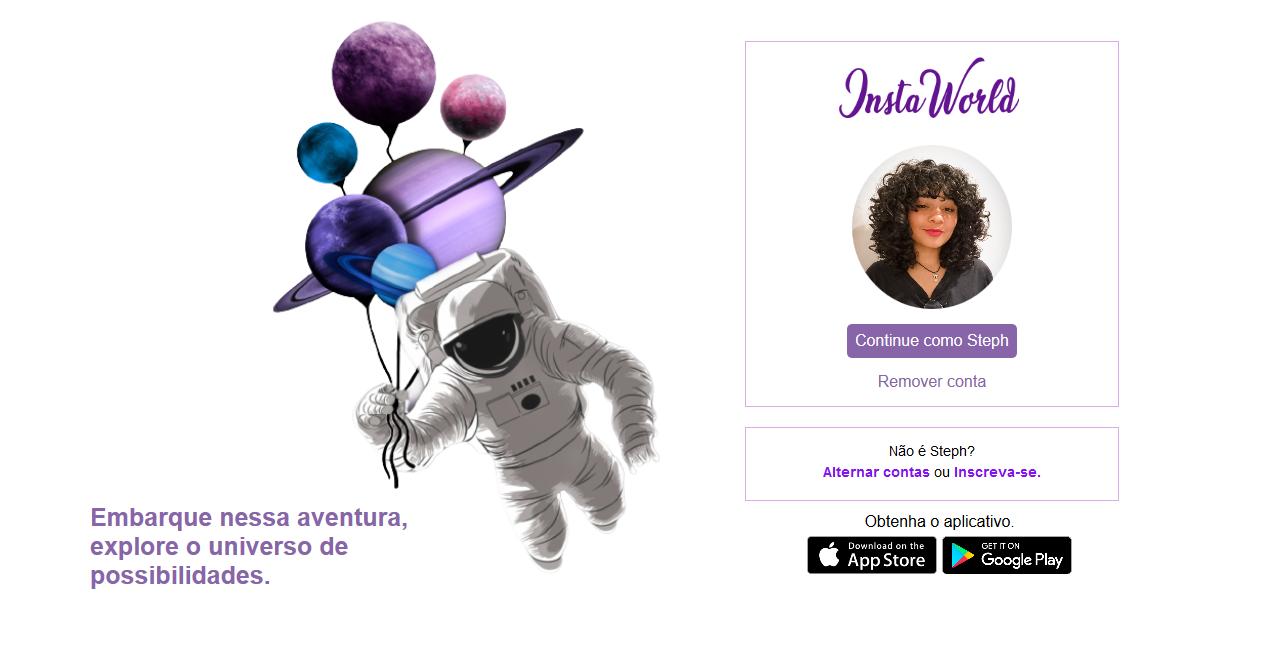 InstaWorld
Continue como Steph
Remover conta
Não é Steph?
Alternar contas ou Inscreva-se.
Embarque nessa aventura,
explore o universo de
possibilidades.
Obtenha o aplicativo.
Download on the
App Store
GET IT ON
Google Play